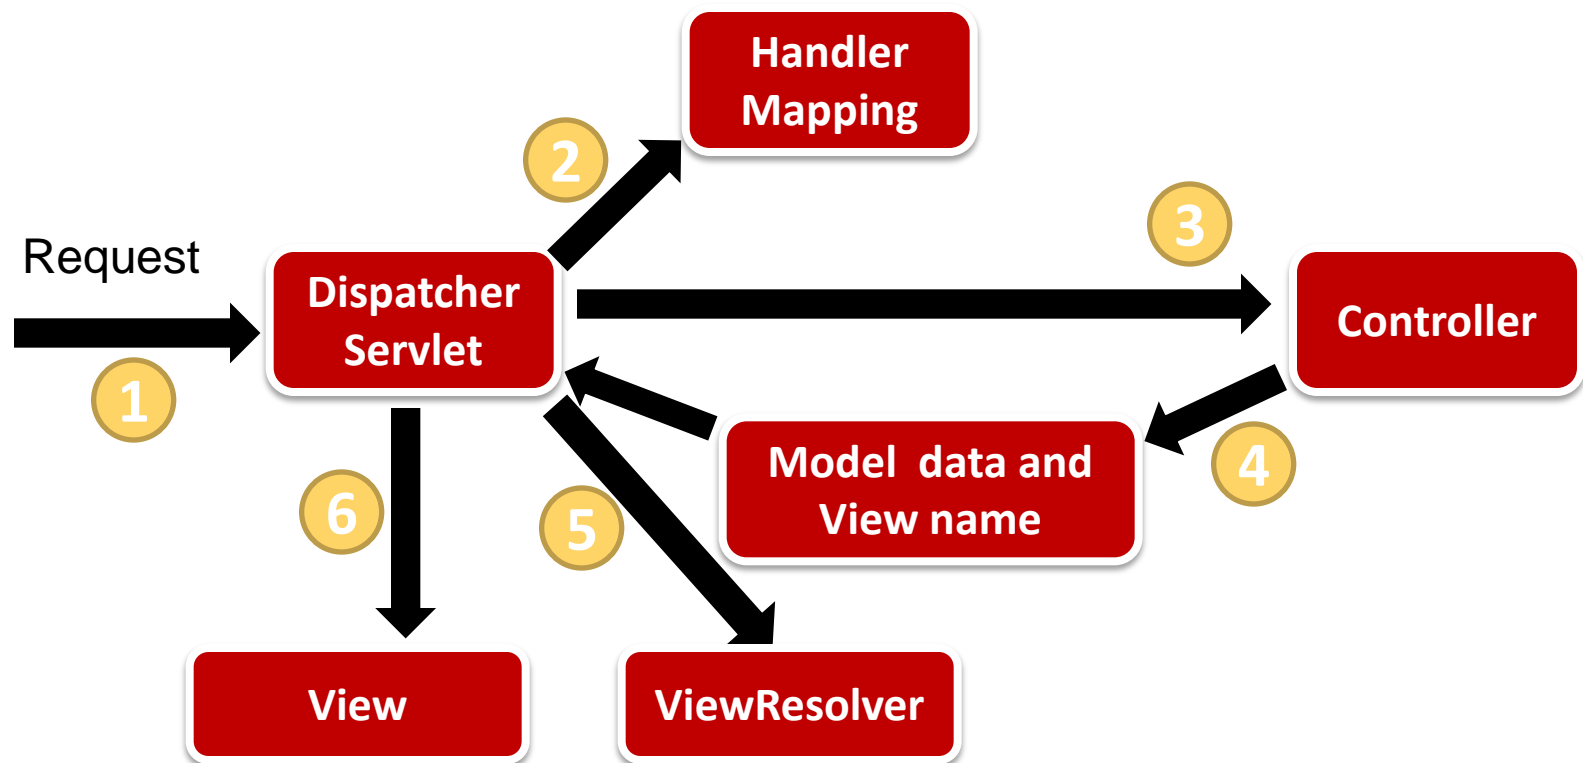 Handler
Mapping
2
3
Request
Dispatcher
Servlet
Controller
1
Model data and
View name
4
6
5
View
ViewResolver